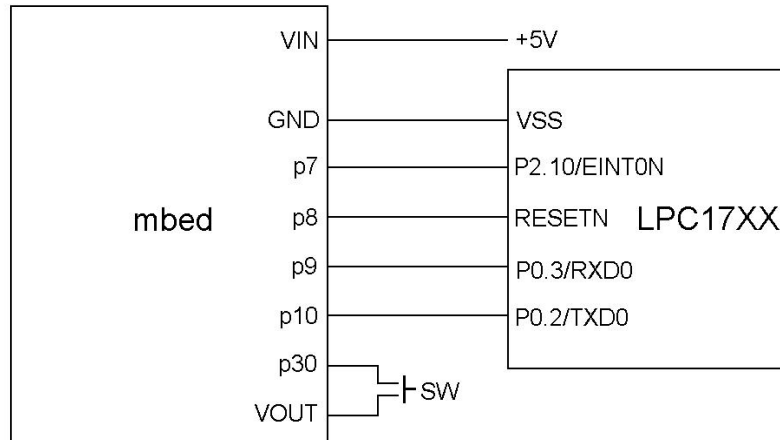 VIN +5V
GND VSS
p7 P2.10/EINT0N
mbed p8 RESETN LPC17XX
p9 P0.3/RXD0
p10 P0.2/TXD0
p30
SW
VOUT